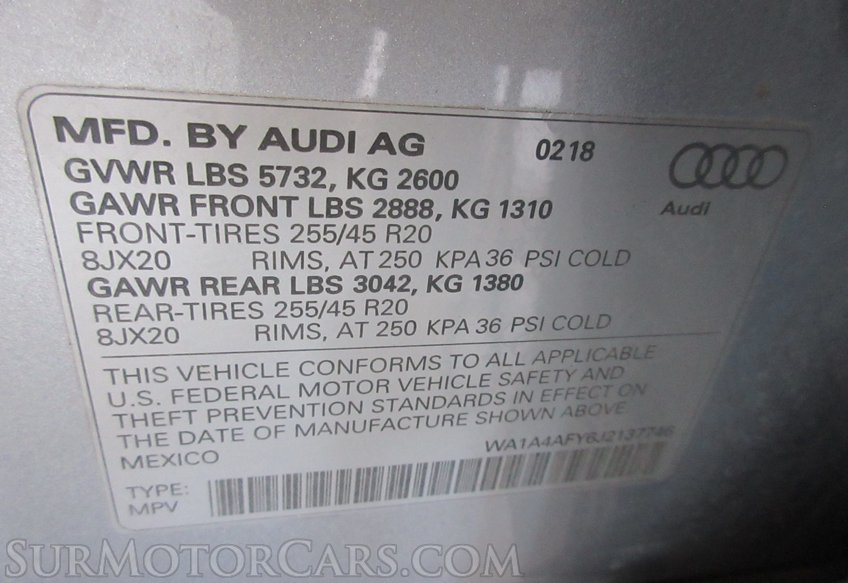 MFD. BY AUDI AG 0218
GVWR LBS 5732, KG 2600
GAWR FRONT LBS 2888, KG 1310
Audi
FRONT-TIRES 255/45 R20
8JX20 RIMS, AT 250 KPA 36 PSI COLD
GAWR REAR LBS 3042, KG 1380
REAR-TIRES 255/45 R20
8JX20 RIMS, AT 250 KPA 36 PSI COLD
THIS VEHICLE CONFORMS TO ALL APPLICABLE
U.S. FEDERAL MOTOR VEHICLE SAFETY AND
THEFT PREVENTION STANDARDS IN EFFECT ON
THE DATE OF MANUFACTURE SHOWN ABOVE
MEXICO WA1A4AFY6J2137746
TYPE:
MPV
SURMOTORCARS.COM